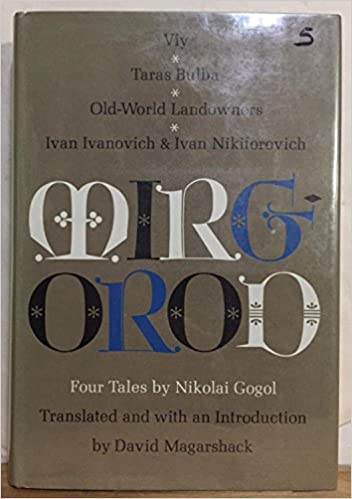 5
Viy
*
Taras Bulba
*
Old-World Landowners
*
Ivan Ivanovich & Ivan Nikiforovich
MIRG-
OROD
Four Tales by Nikolai Gogol
Translated and with an Introduction
by David Magarshack